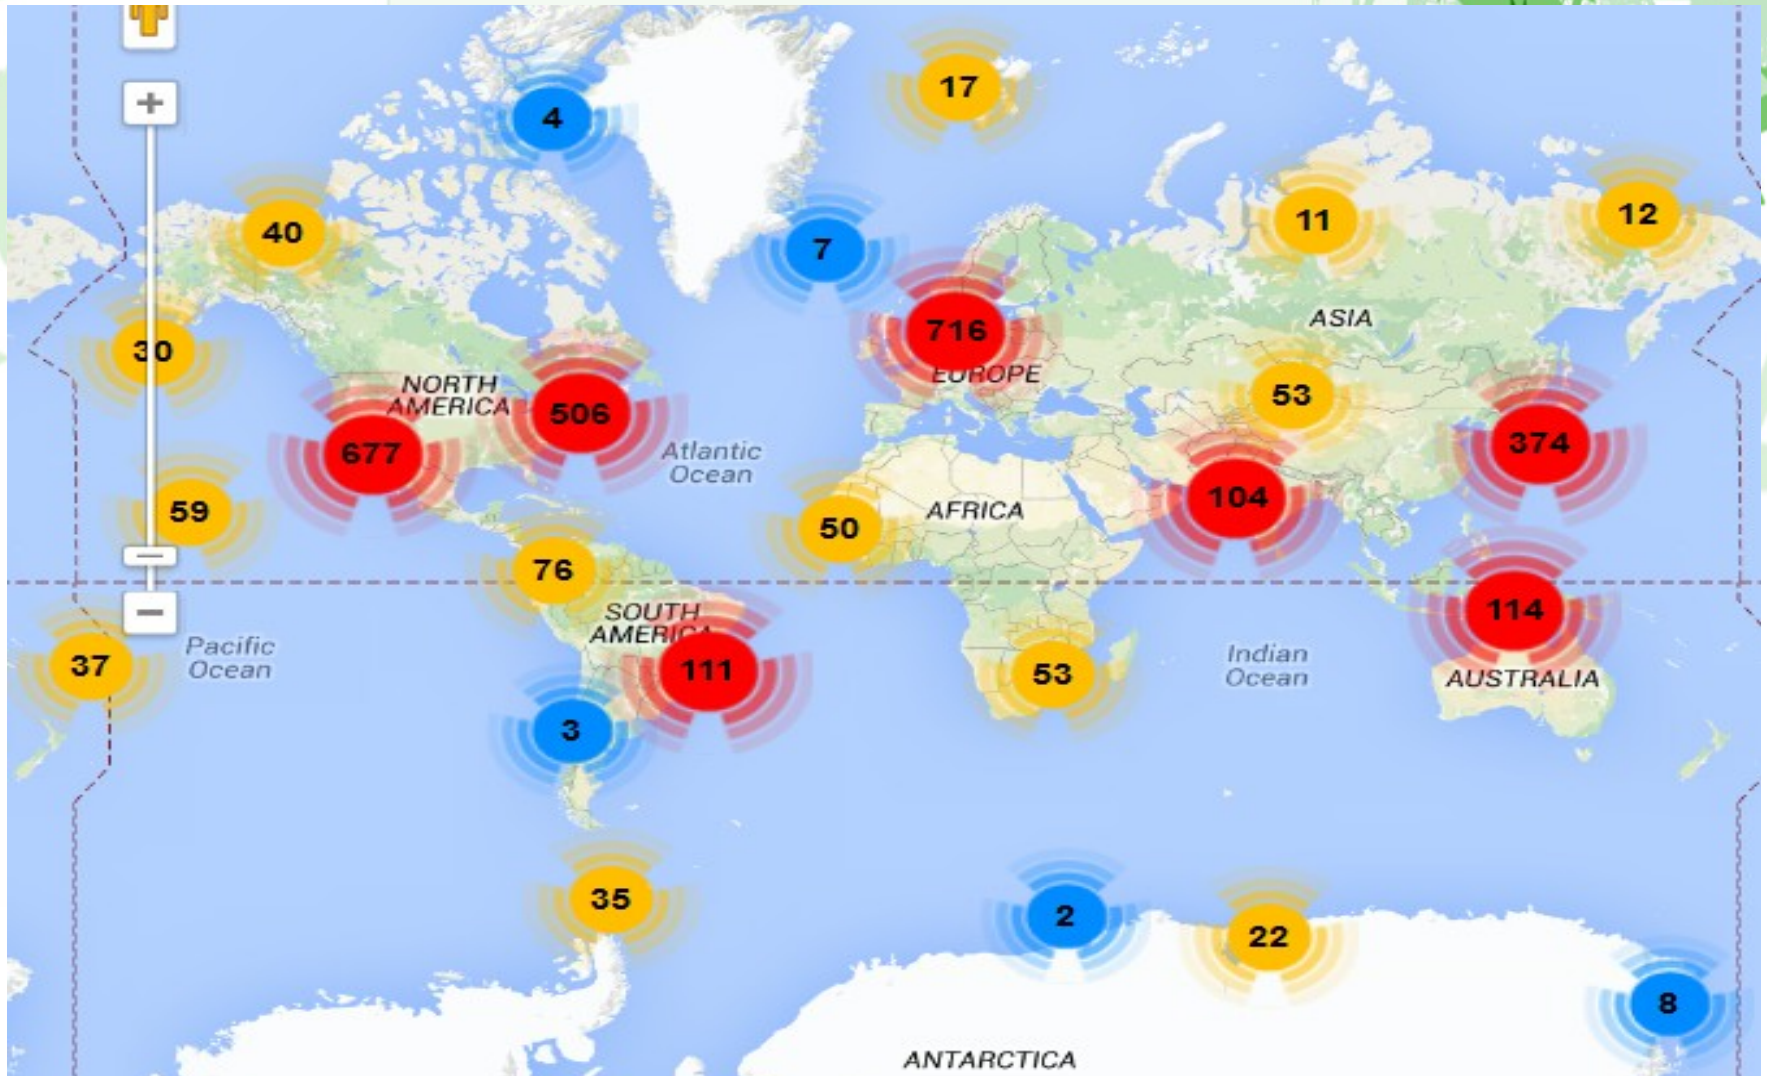 17
4
12
11
40
7
716
ASIA
30
EUROPE
NORTH
AMERICA
53
506
374
677
Atlantic
Ocean
104
59
AFRICA
50
76
SOUTH
AMERICA
114
Pacific
Ocean
37
111
53
Indian
Ocean
AUSTRALIA
3
35
2
22
8
ANTARCTICA